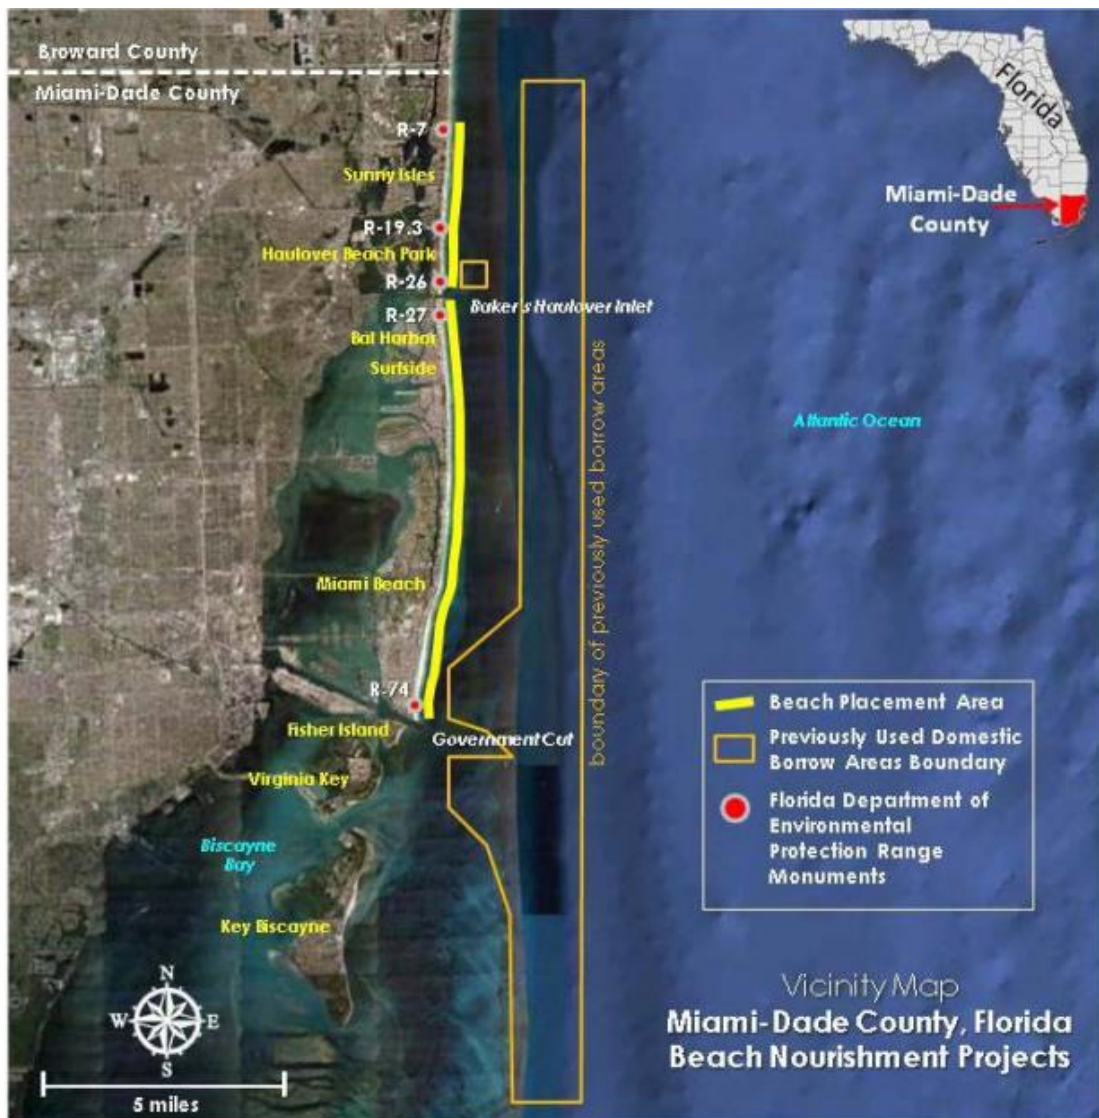 Broward County
Miami-Dade County
R-7
Sunny Isles
R-19.3
Haulover Beach Park
R-26
Baker's Haulover Inlet
R-27
Bal Harbor
Surfside
boundary of previously used borrow areas
Atlantic Ocean
Miami Beach
R-74
Fisher Island
Government Cut
Virginia Key
Biscayne
Bay
Key Biscayne
Florida
Miami-Dade
County
Beach Placement Area
Previously Used Domestic
Borrow Areas Boundary
Florida Department of
Environmental
Protection Range
Monuments
N
W E
S
5 miles
Vicinity Map
Miami-Dade County, Florida
Beach Nourishment Projects